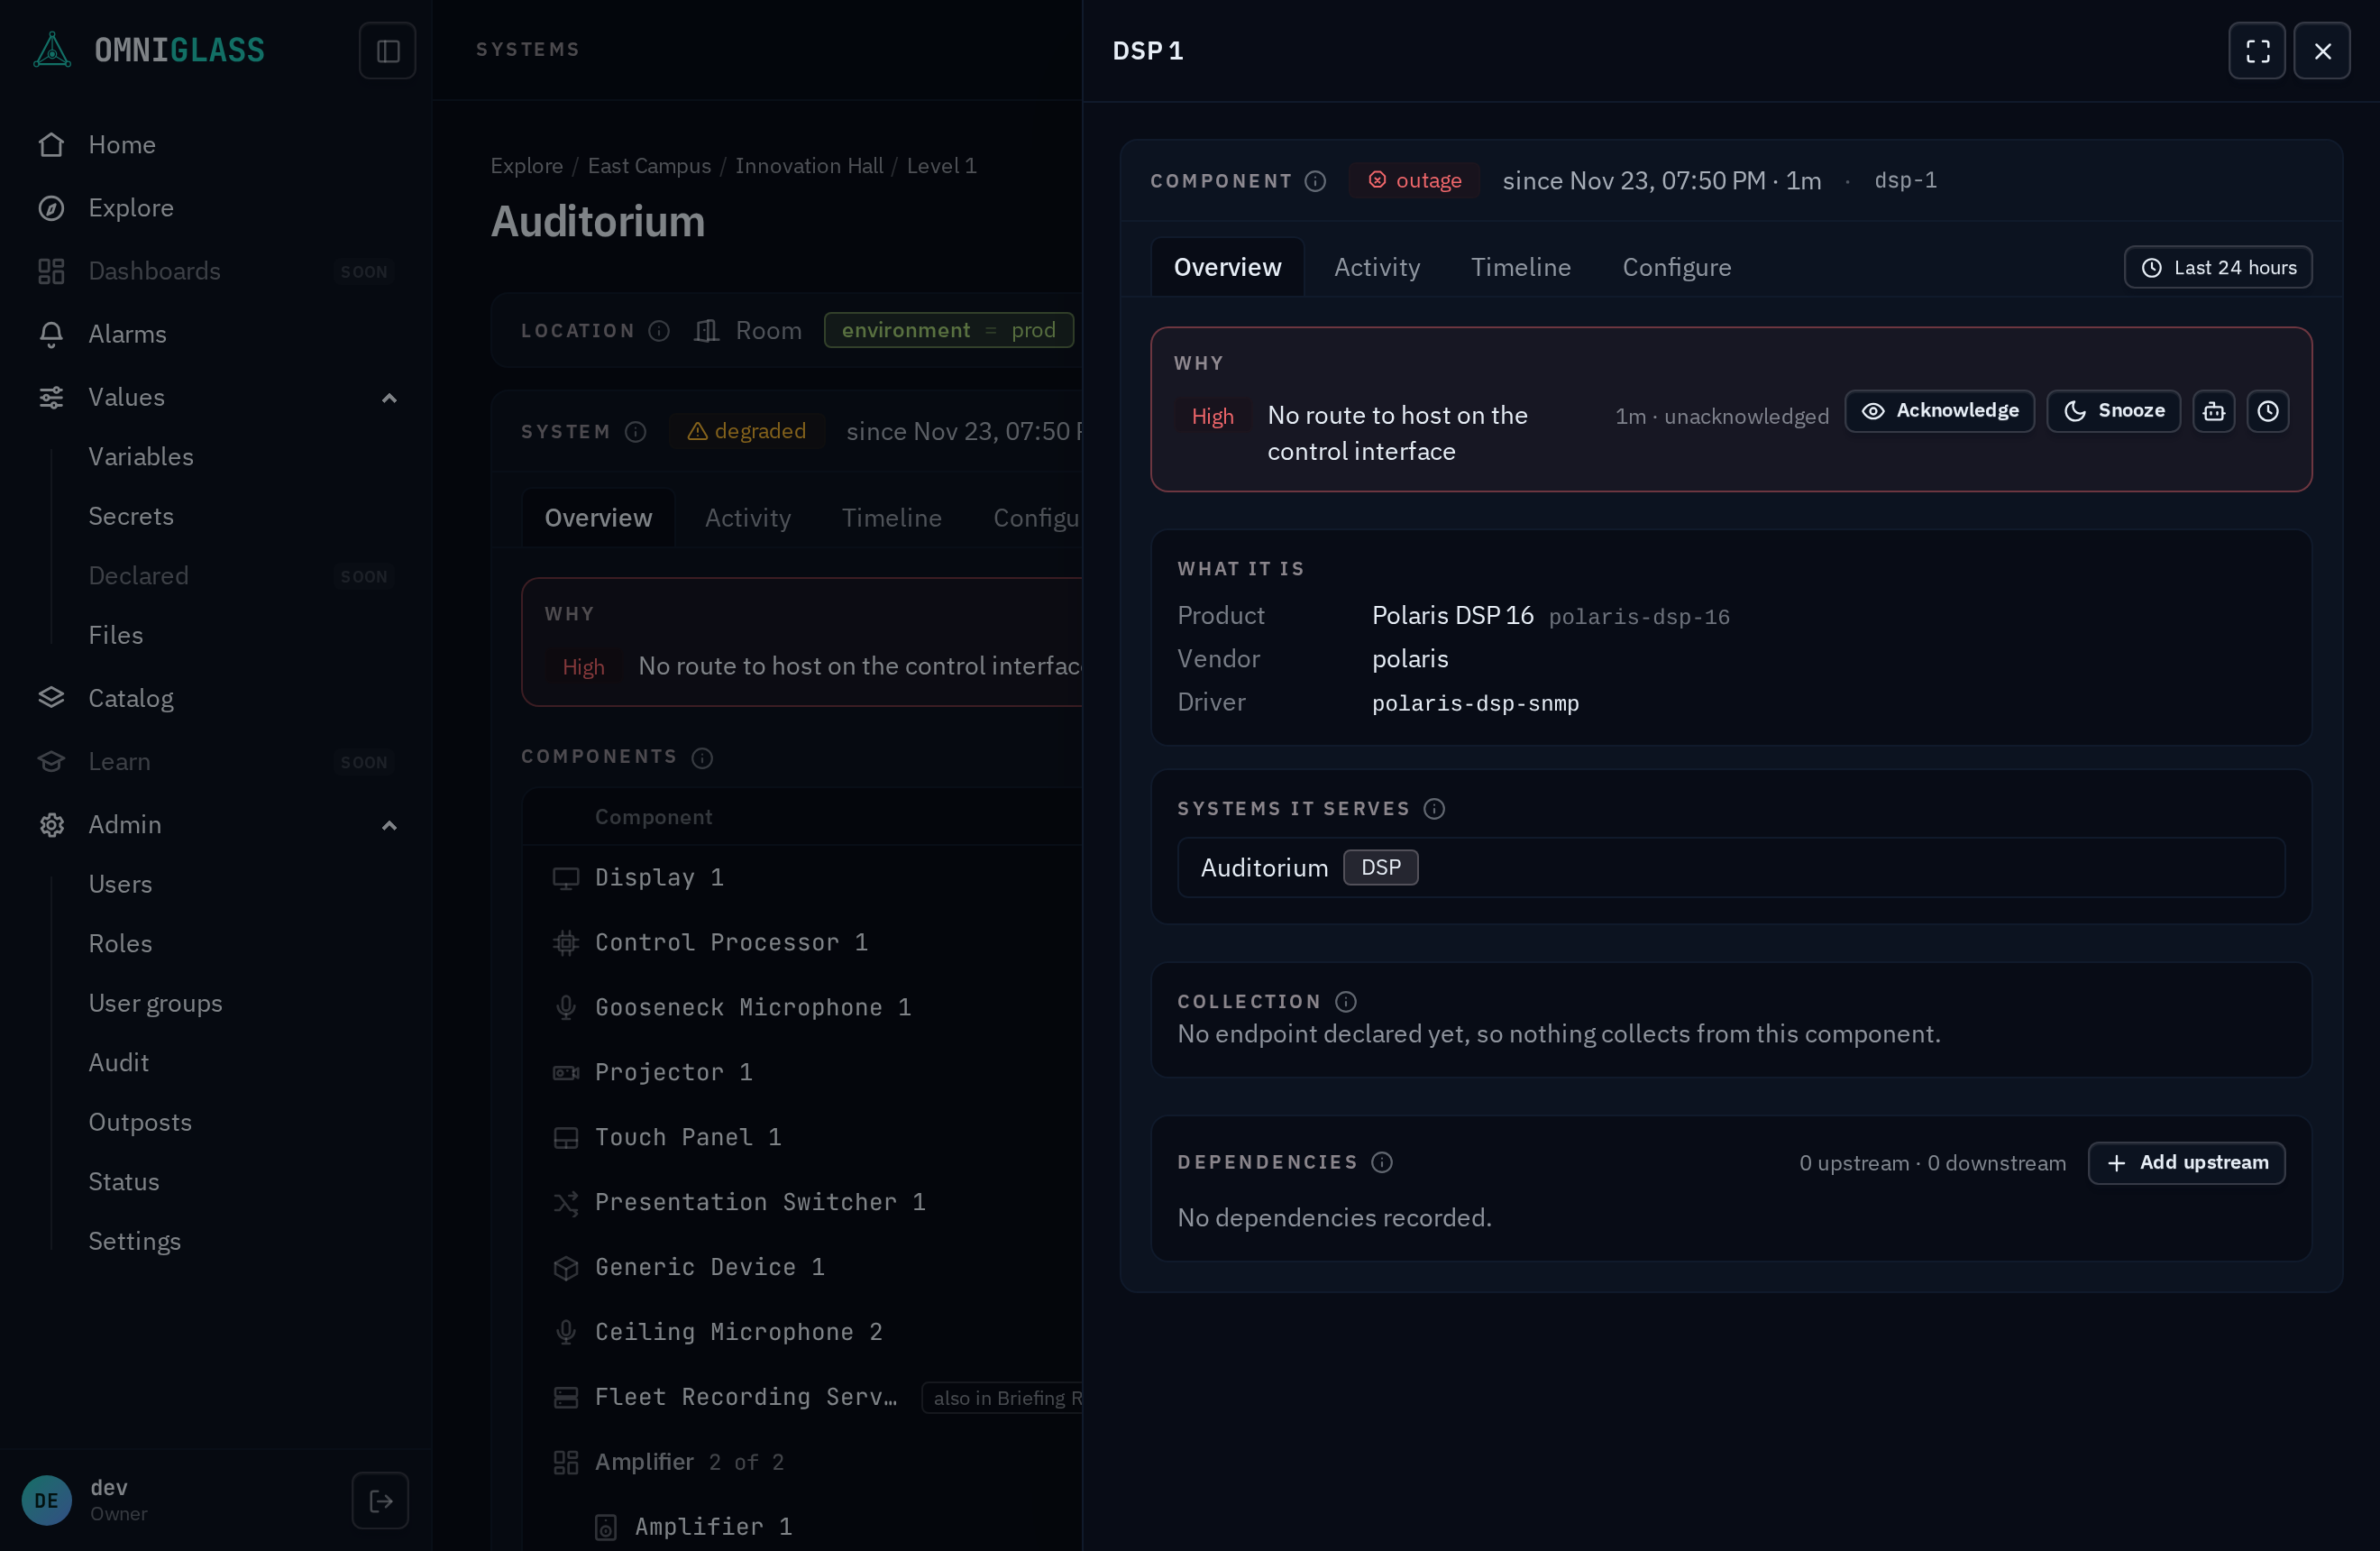 OMNIGLASS
Home
Explore
Dashboards SOON
Alarms
Values
Variables
Secrets
Declared SOON
Files
Catalog
Learn SOON
Admin
Users
Roles
User groups
Audit
Outposts
Status
Settings
DE
dev
Owner
SYSTEMS
Explore / East Campus / Innovation Hall / Level 1
Auditorium
LOCATION Room environment = prod
SYSTEM degraded since Nov 23, 07:50
Overview Activity Timeline Configu
WHY
High No route to host on the control interfac
COMPONENTS
Component
Display 1
Control Processor 1
Gooseneck Microphone 1
Projector 1
Touch Panel 1
Presentation Switcher 1
Generic Device 1
Ceiling Microphone 2
Fleet Recording Serv… also in Briefing R
Amplifier 2 of 2
Amplifier 1
DSP 1
COMPONENT outage since Nov 23, 07:50 PM · 1m · dsp-1
Overview Activity Timeline Configure Last 24 hours
WHY
High No route to host on the control interface 1m · unacknowledged Acknowledge Snooze
WHAT IT IS
Product Polaris DSP 16 polaris-dsp-16
Vendor polaris
Driver polaris-dsp-snmp
SYSTEMS IT SERVES
Auditorium DSP
COLLECTION
No endpoint declared yet, so nothing collects from this component.
DEPENDENCIES 0 upstream · 0 downstream Add upstream
No dependencies recorded.